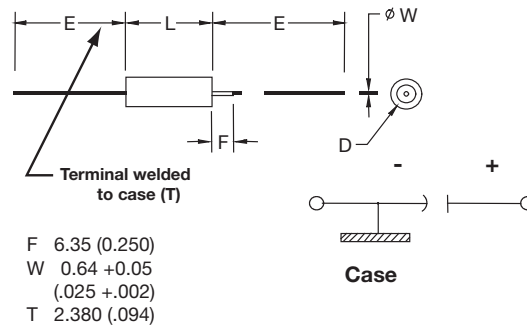 E L E
ø W
F
D
Terminal welded
to case (T)
- +
Case
F 6.35 (0.250)
W 0.64 +0.05
(.025 +.002)
T 2.380 (.094)